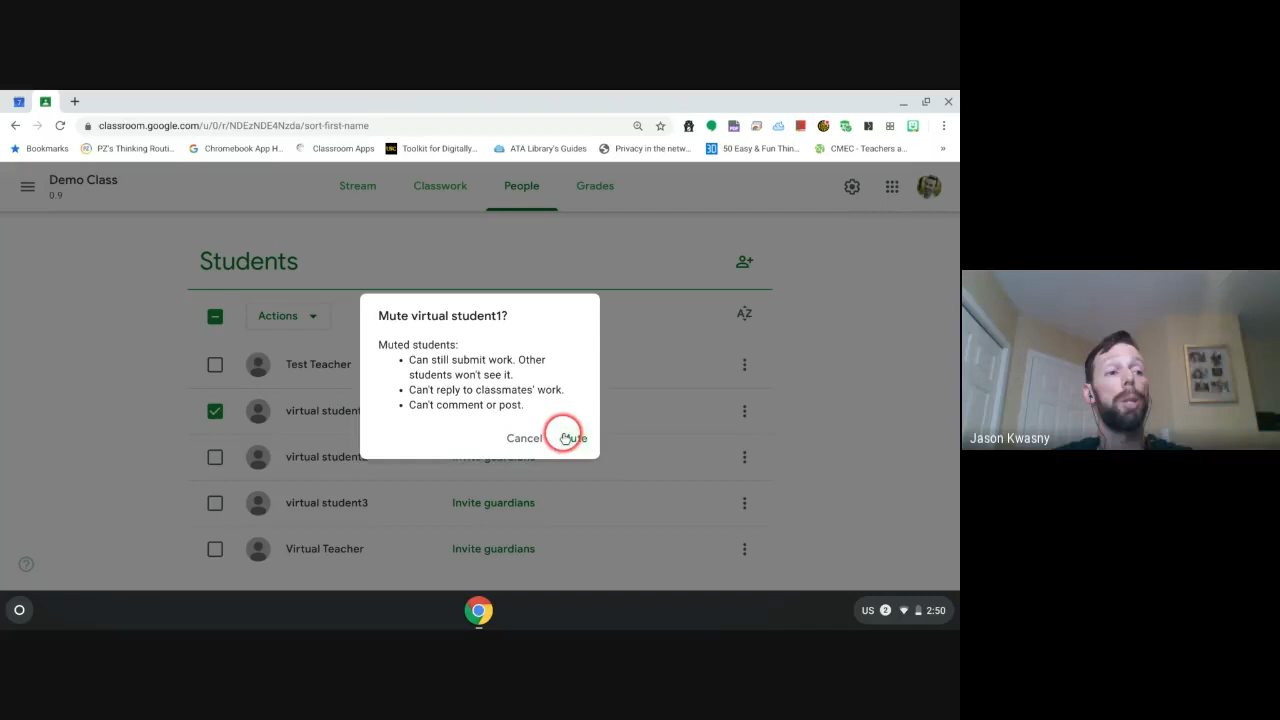 classroom.google.com/u/0/r/NDEzNDE4Nzda/sort-first-name
Bookmarks PZ's Thinking Routi... Chromebook App H... Chrome Apps Toolkit for Digitally... ATA Library's Guides Privacy in the netw... 30 50 Easy & Fun Thin... CMEC - Teachers a... »
Demo Class
0.9
Stream Classwork People Grades
Students
Actions
AZ
Mute virtual student1?
Muted students:
• Can still submit work. Other
students won't see it.
• Can't reply to classmates' work.
• Can't comment or post.
Cancel
Test Teacher
virtual student
virtual student
virtual student3 Invite guardians
Virtual Teacher Invite guardians
US 2 2:50
Jason Kwasny